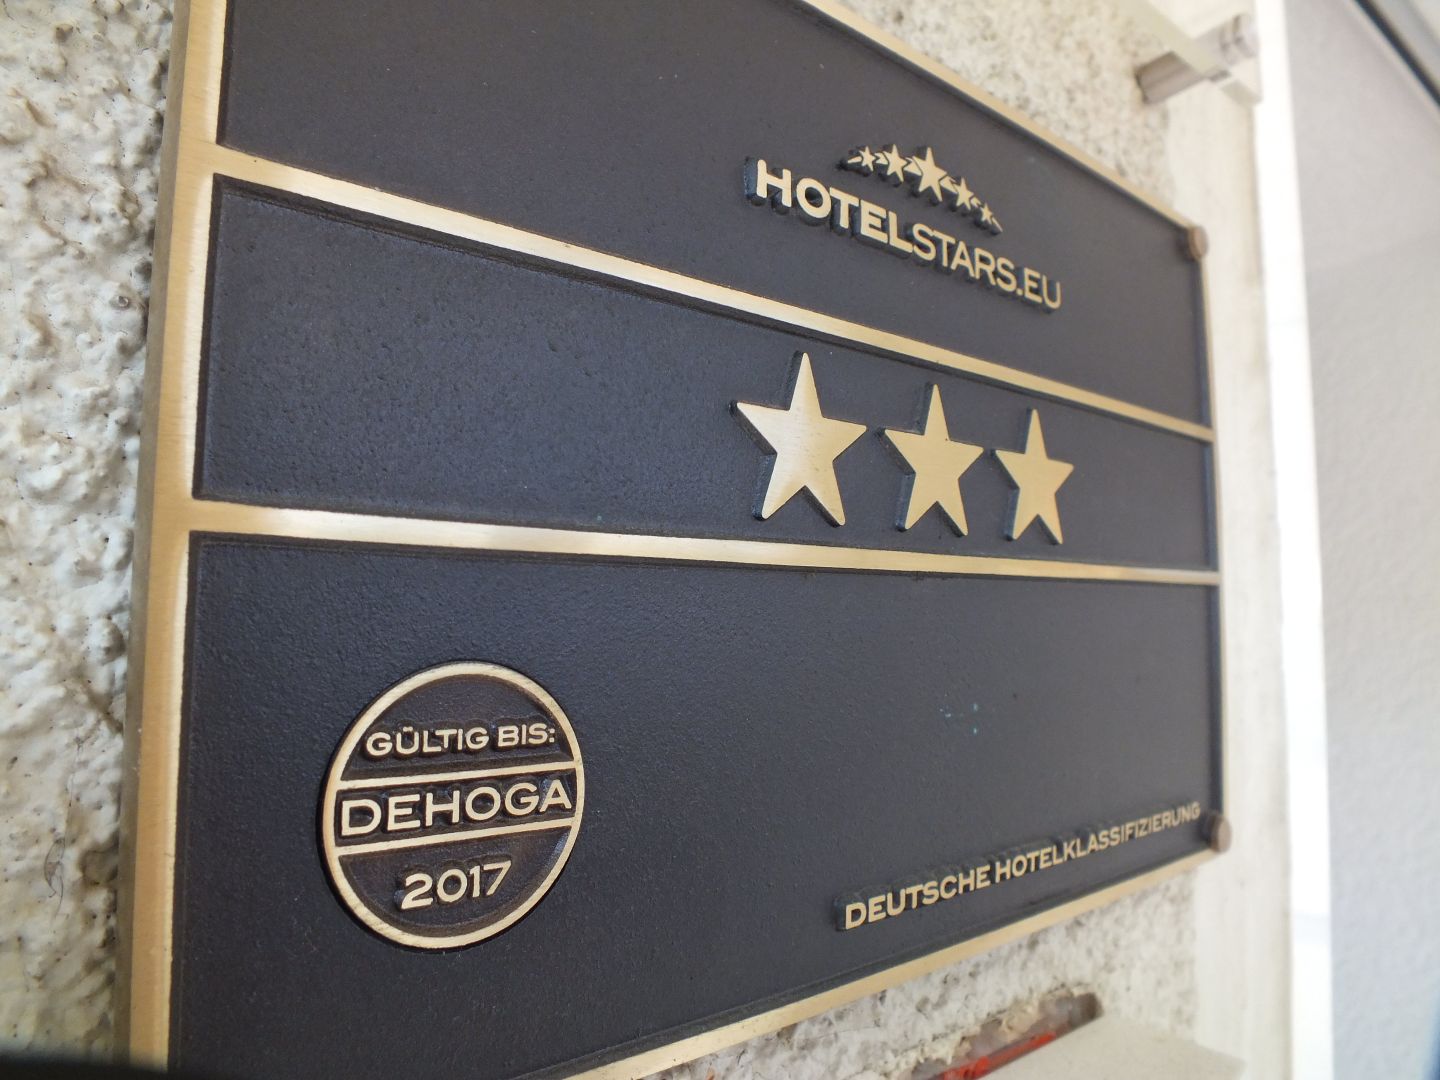 HOTELSTARS.EU
GÜLTIG BIS:
DEHOGA
2017
DEUTSCHE HOTELKLASSIFIZIERUNG